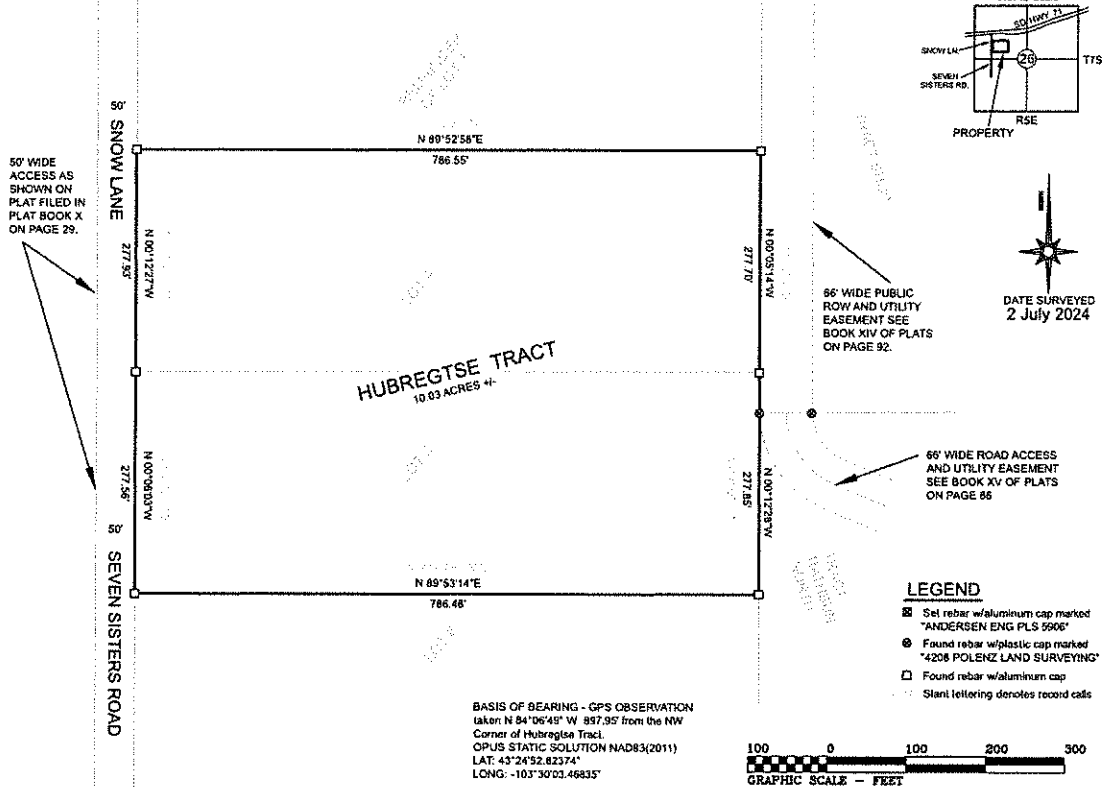 SD HWY 71
SNOW LN.
26
T7S
SEVEN
SISTERS RD.
R5E
PROPERTY
50'
SNOW LANE
50' WIDE
ACCESS AS
SHOWN ON
PLAT FILED IN
PLAT BOOK X
ON PAGE 29.
N 89°52'58"E
786.55'
N 00°12'27"W
277.93'
N 00°05'14"W
277.70'
66' WIDE PUBLIC
ROW AND UTILITY
EASEMENT SEE
BOOK XIV OF PLATS
ON PAGE 92.
DATE SURVEYED
2 July 2024
HUBREGTSE TRACT
10.03 ACRES +/-
N 00°06'03"W
277.56'
N 00°12'28"W
277.85'
66' WIDE ROAD ACCESS
AND UTILITY EASEMENT
SEE BOOK XV OF PLATS
ON PAGE 86
50'
SEVEN SISTERS ROAD
N 89°53'14"E
786.46'
LEGEND
Set rebar w/aluminum cap marked
"ANDERSEN ENG PLS 5906"
Found rebar w/plastic cap marked
"4208 POLENZ LAND SURVEYING"
Found rebar w/aluminum cap
Slant lettering denotes record calls
BASIS OF BEARING - GPS OBSERVATION
taken N 84°06'49" W 897.95' from the NW
Corner of Hubregtse Tract.
OPUS STATIC SOLUTION NAD83(2011)
LAT: 43°24'52.82374"
LONG: -103°30'03.46835"
100 0 100 200 300
GRAPHIC SCALE - FEET